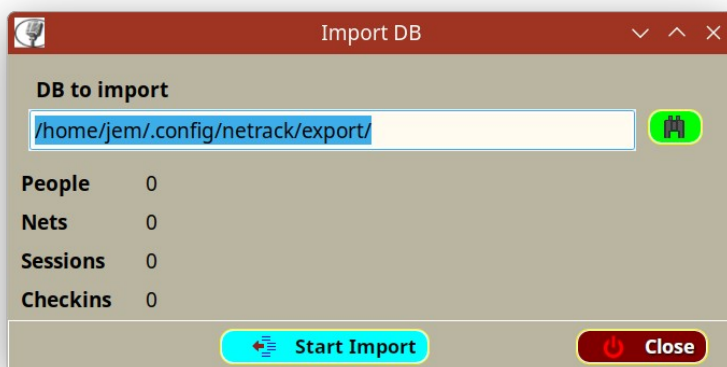 Import DB
DB to import
/home/jem/.config/netrack/export/
People 0
Nets 0
Sessions 0
Checkins 0
Start Import Close